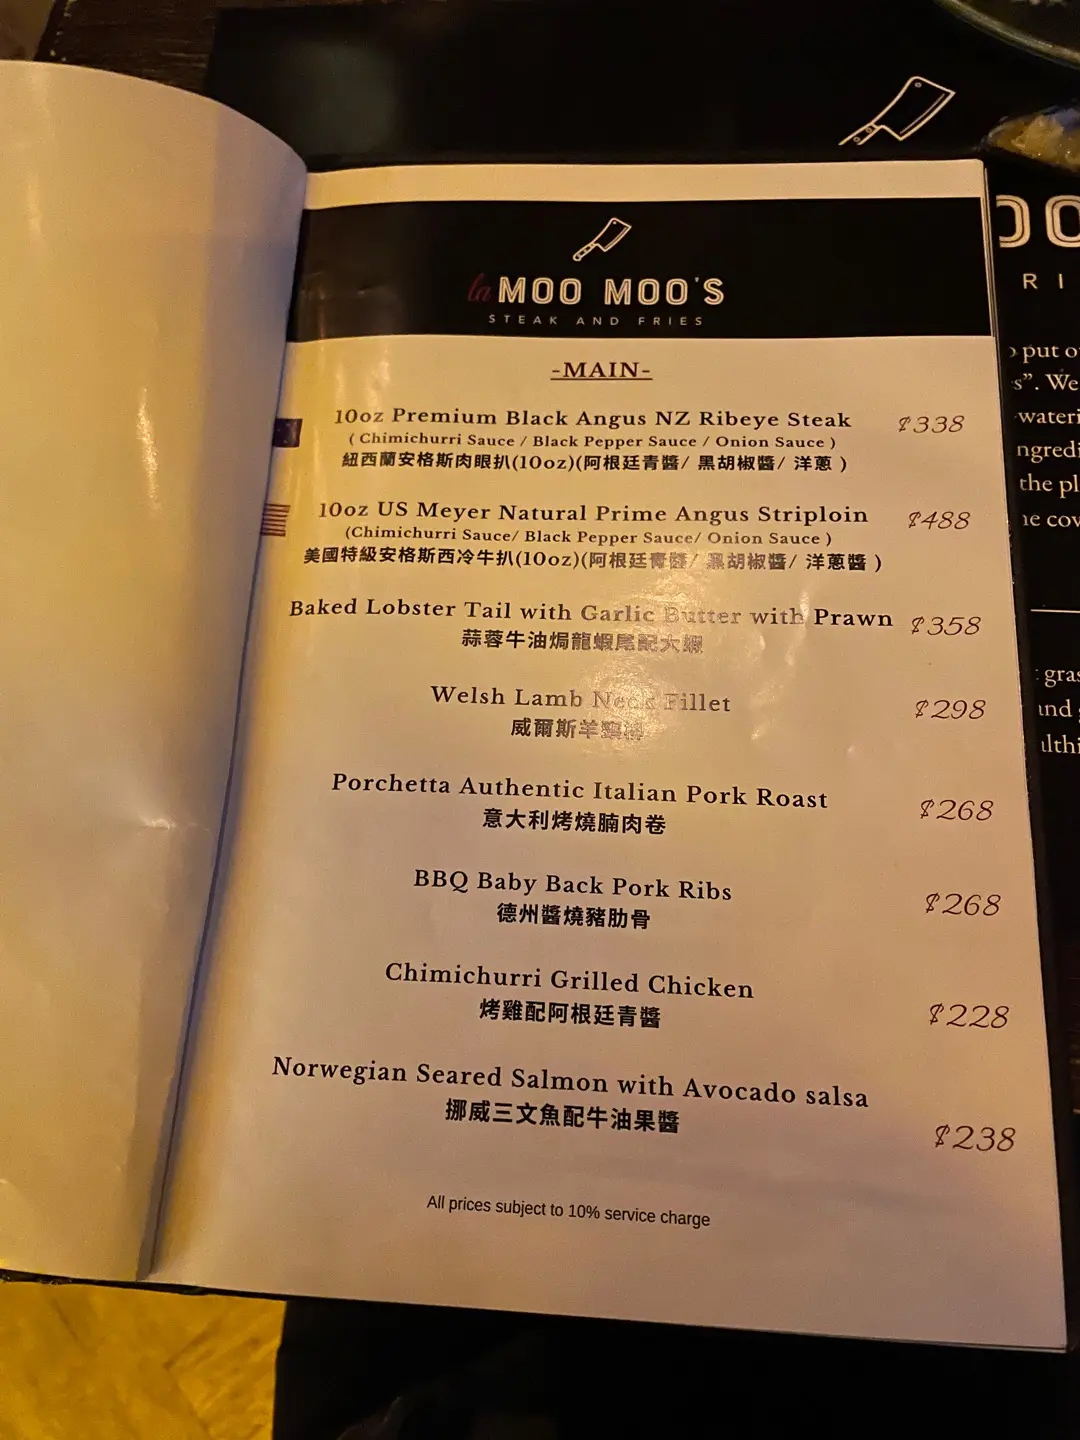 la MOO MOO'S
STEAK AND FRIES
-MAIN-
10oz Premium Black Angus NZ Ribeye Steak $338
( Chimichurri Sauce / Black Pepper Sauce / Onion Sauce )
紐西蘭安格斯肉眼扒(10oz)(阿根廷青醬/ 黑胡椒醬/ 洋蔥 )
10oz US Meyer Natural Prime Angus Striploin $488
(Chimichurri Sauce/ Black Pepper Sauce/ Onion Sauce )
美國特級安格斯西冷牛扒(10oz)(阿根廷青醬/ 黑胡椒醬/ 洋蔥醬 )
Baked Lobster Tail with Garlic Butter with Prawn $358
蒜蓉牛油焗龍蝦尾配大蝦
Welsh Lamb Neck Fillet $298
威爾斯羊
Porchetta Authentic Italian Pork Roast $268
意大利烤燒腩肉卷
BBQ Baby Back Pork Ribs $268
德州醬燒豬肋骨
Chimichurri Grilled Chicken $228
烤雞配阿根廷青醬
Norwegian Seared Salmon with Avocado salsa
挪威三文魚配牛油果醬
$238
All prices subject to 10% service charge
put
We
the